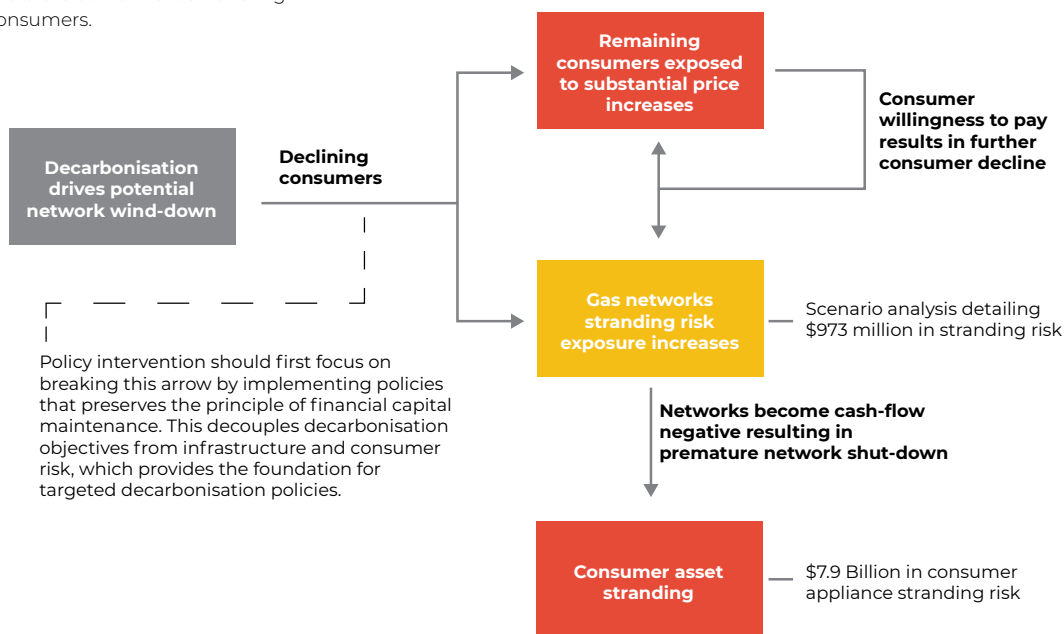 onsumers.
Remaining
consumers exposed
to substantial price
increases
Consumer
willingness to pay
results in further
consumer decline
Declining
consumers
Decarbonisation
drives potential
network wind-down
Gas networks
stranding risk
exposure increases
Scenario analysis detailing
$973 million in stranding risk
Policy intervention should first focus on
breaking this arrow by implementing policies
that preserves the principle of financial capital
maintenance. This decouples decarbonisation
objectives from infrastructure and consumer
risk, which provides the foundation for
targeted decarbonisation policies.
Networks become cash-flow
negative resulting in
premature network shut-down
Consumer asset
stranding
$7.9 Billion in consumer
appliance stranding risk